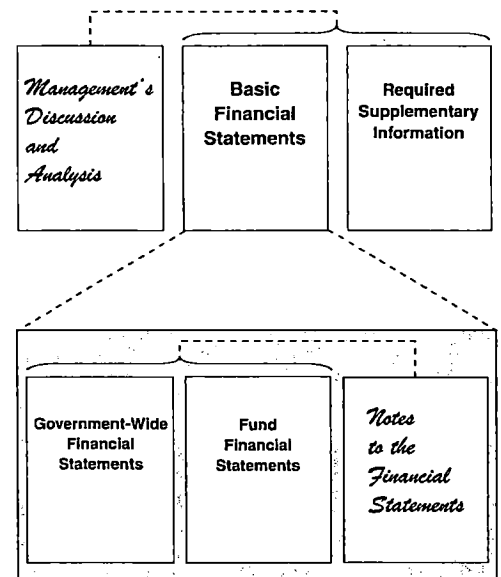 Management's
Discussion
and
Analysis
Basic
Financial
Statements
Required
Supplementary
Information
Government-Wide
Financial
Statements
Fund
Financial
Statements
Notes
to the
Financial
Statements